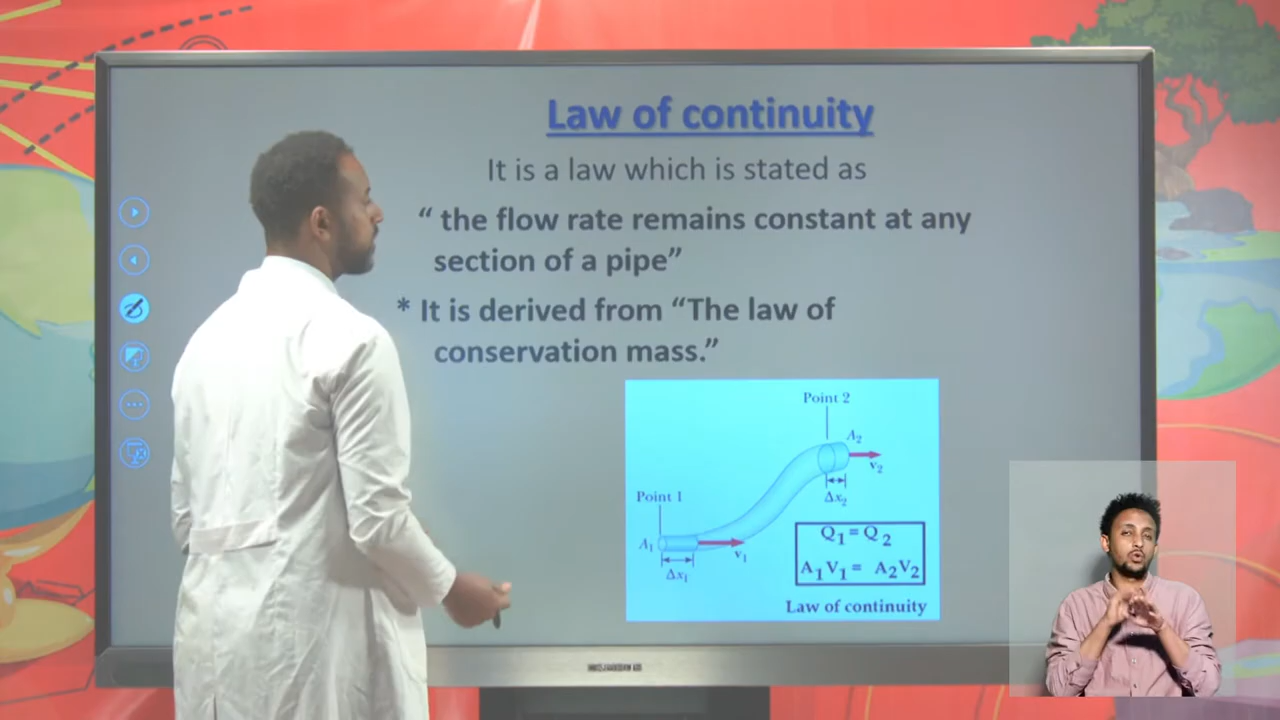 Law of continuity
It is a law which is stated as
“ the flow rate remains constant at any
section of a pipe”
* It is derived from “The law of
conservation mass.”
Point 2
A₂
v₂
Δx₂
Point 1
A₁
v₁
Δx₁
Q₁ = Q₂
A₁V₁ = A₂V₂
Law of continuity